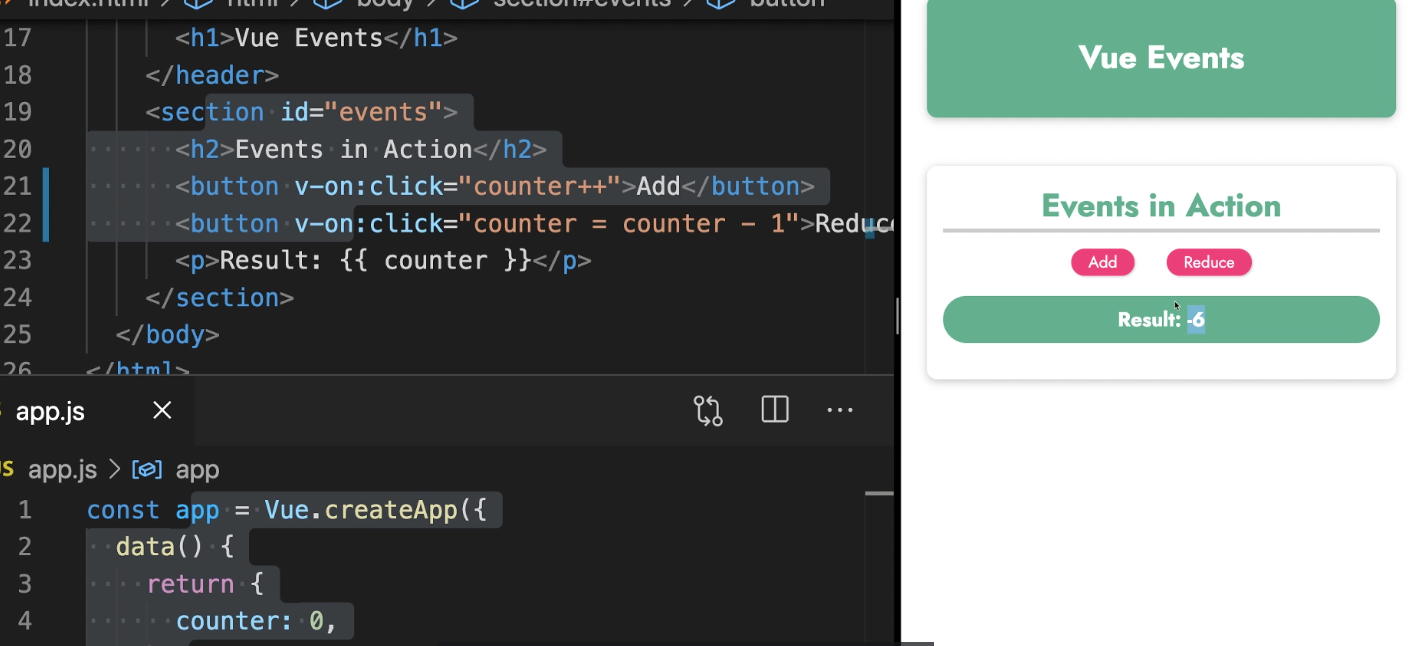 index.html > html > body > section#events > button
17 <h1>Vue Events</h1>
18 </header>
19 <section id="events">
20 <h2>Events in Action</h2>
21 <button v-on:click="counter++">Add</button>
22 <button v-on:click="counter = counter - 1">Reduc
23 <p>Result: {{ counter }}</p>
24 </section>
25 </body>
26 </html>
app.js
JS app.js > app
1 const app = Vue.createApp({
2 data() {
3 return {
4 counter: 0,
Vue Events
Events in Action
Add Reduce
Result: -6